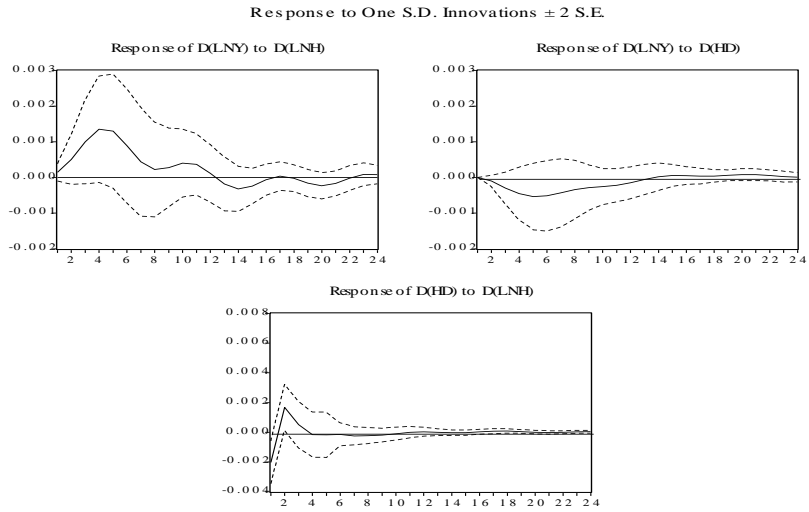 Response to One S.D. Innovations ± 2 S.E.
Response of D(LNY) to D(LNH)
0.003
0.002
0.001
0.000
-0.001
-0.002
2 4 6 8 10 12 14 16 18 20 22 24
Response of D(LNY) to D(HD)
0.003
0.002
0.001
0.000
-0.001
-0.002
2 4 6 8 10 12 14 16 18 20 22 24
Response of D(HD) to D(LNH)
0.008
0.006
0.004
0.002
0.000
-0.002
-0.004
2 4 6 8 10 12 14 16 18 20 22 24